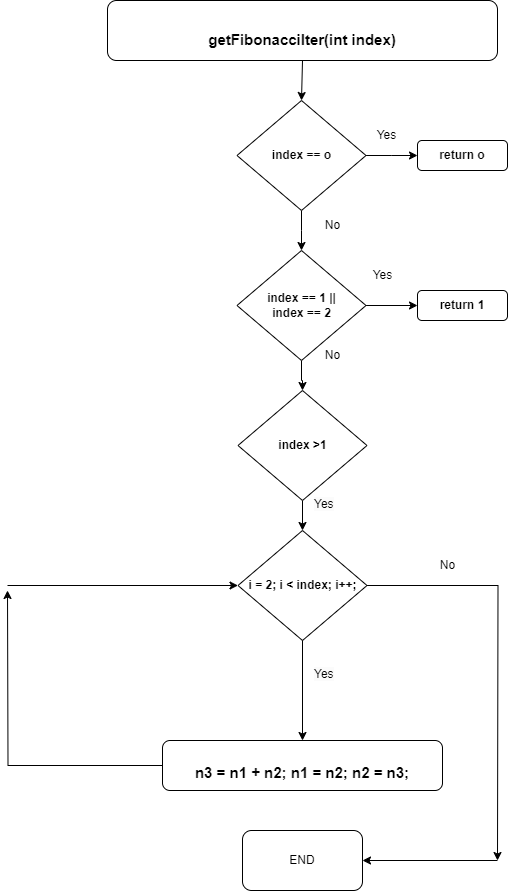 getFibonacciIter(int index)
index == o
Yes
return o
No
index == 1 ||
index == 2
Yes
return 1
No
index >1
Yes
i = 2; i < index; i++;
No
Yes
n3 = n1 + n2; n1 = n2; n2 = n3;
END